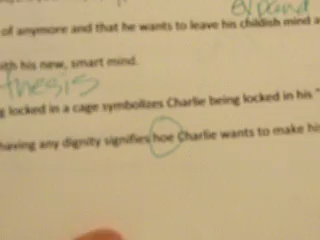 expand
of anymore and that he wants to leave his childish mind a
ith his new, smart mind.
thesis
g locked in a cage symbolizes Charlie being locked in his "
having any dignity signifies hoe Charlie wants to make his